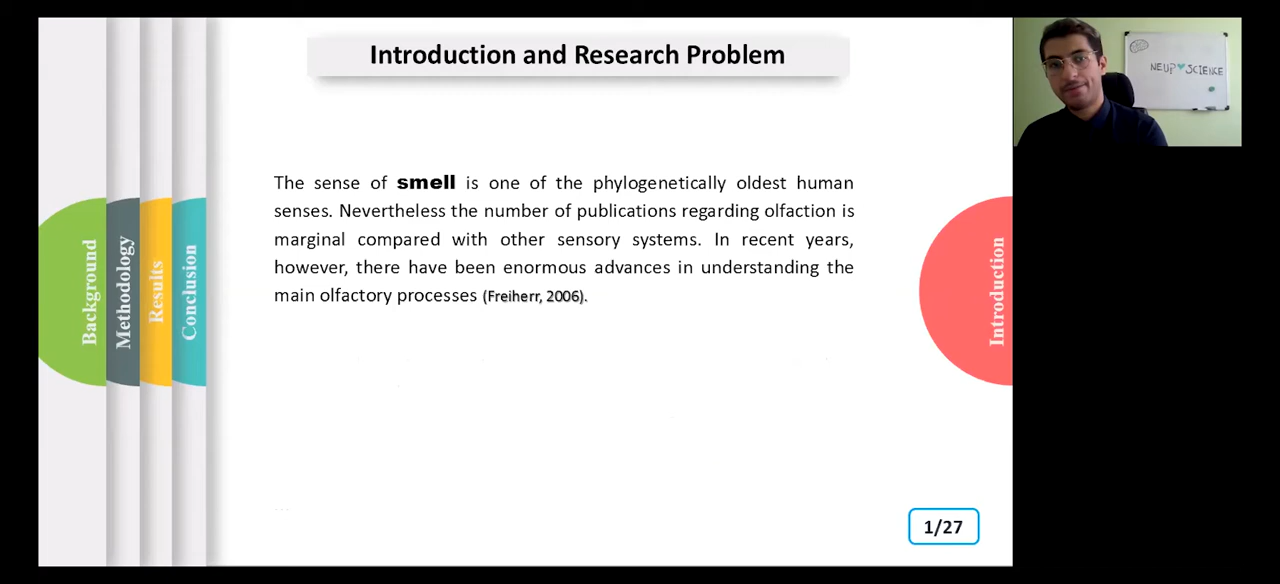 Introduction and Research Problem
The sense of smell is one of the phylogenetically oldest human
senses. Nevertheless the number of publications regarding olfaction is
marginal compared with other sensory systems. In recent years,
however, there have been enormous advances in understanding the
main olfactory processes (Freiherr, 2006).
Background
Methodology
Results
Conclusion
Introduction
1/27
NEUR♥SCIENCE